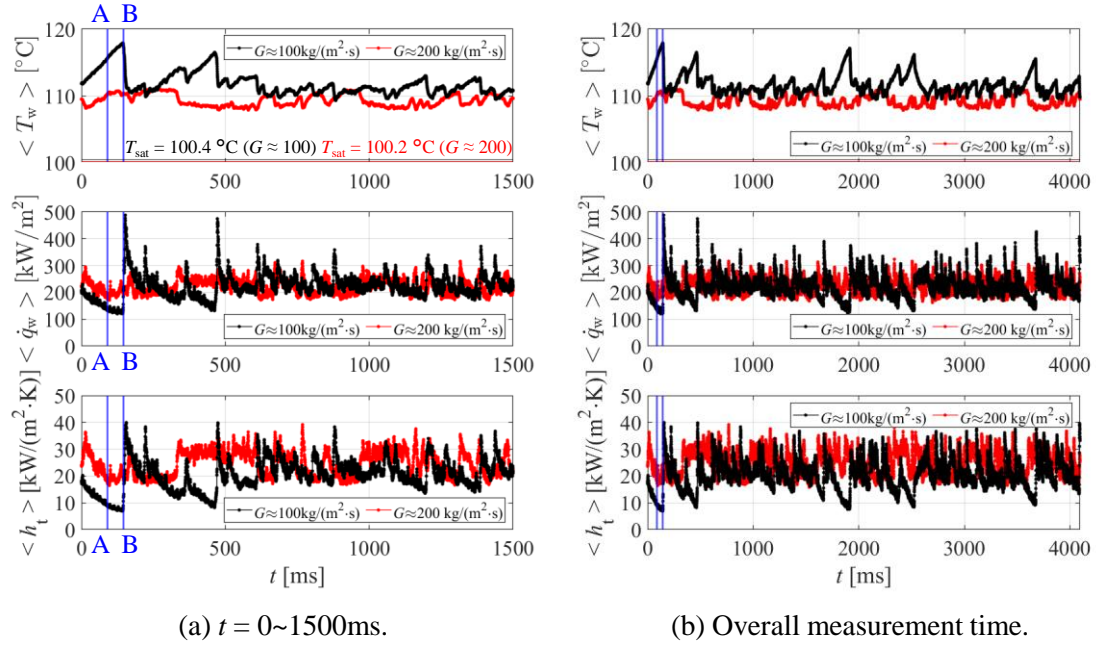 A B
120
110
100
< T_w > [°C]
G≈100kg/(m²·s) G≈200 kg/(m²·s)
T_sat = 100.4 °C (G ≈ 100) T_sat = 100.2 °C (G ≈ 200)
0 500 1000 1500
500
400
300
200
100
0
< q̇_w > [kW/m²]
G≈100kg/(m²·s) G≈200 kg/(m²·s)
0 500 1000 1500
A B
50
40
30
20
10
0
< h_t > [kW/(m²·K)]
G≈100kg/(m²·s) G≈200 kg/(m²·s)
A B
0 500 1000 1500
t [ms]
(a) t = 0~1500ms.
A B
120
110
100
< T_w > [°C]
G≈100kg/(m²·s) G≈200 kg/(m²·s)
0 1000 2000 3000 4000
500
400
300
200
100
0
< q̇_w > [kW/m²]
G≈100kg/(m²·s) G≈200 kg/(m²·s)
0 1000 2000 3000 4000
50
40
30
20
10
0
< h_t > [kW/(m²·K)]
G≈100kg/(m²·s) G≈200 kg/(m²·s)
0 1000 2000 3000 4000
t [ms]
(b) Overall measurement time.